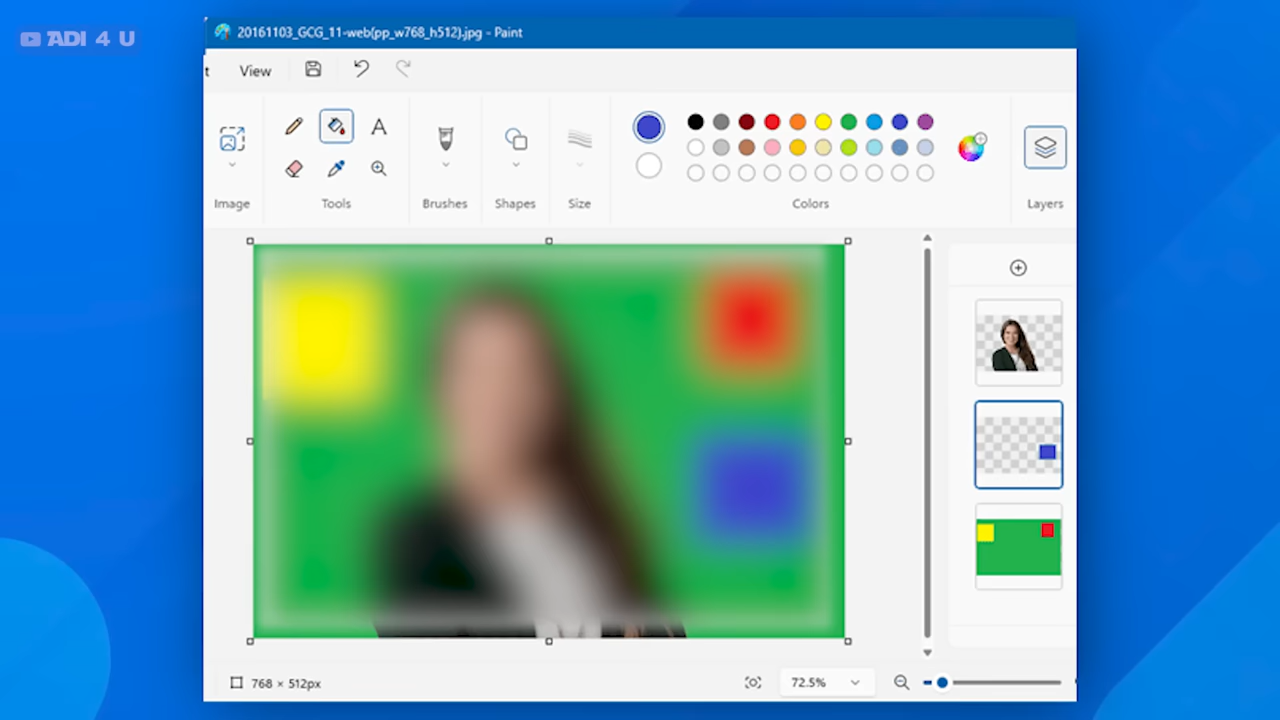 ADI 4 U
20161103_GCG_11-web(pp_w768_h512).jpg - Paint
t View
A
Image Tools Brushes Shapes Size Colors Layers
768 × 512px 72.5%